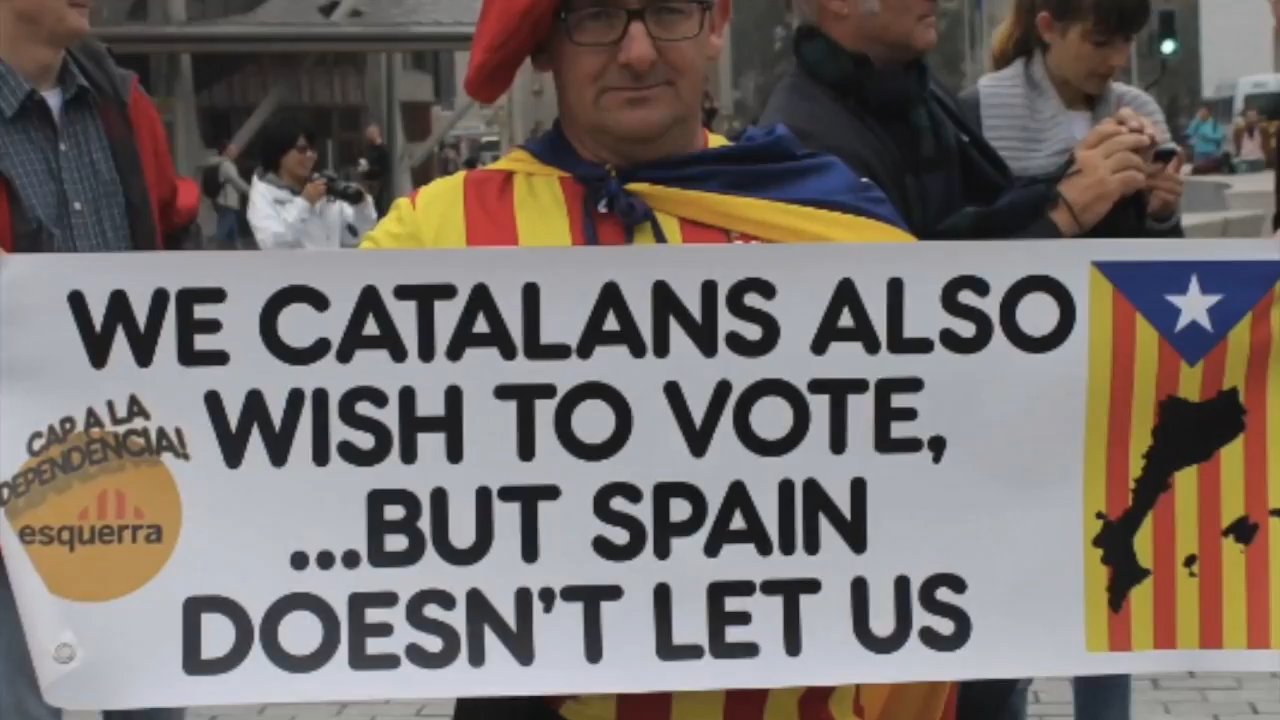 WE CATALANS ALSO
WISH TO VOTE,
...BUT SPAIN
DOESN'T LET US
CAP A LA
DEPENDÈNCIA!
esquerra